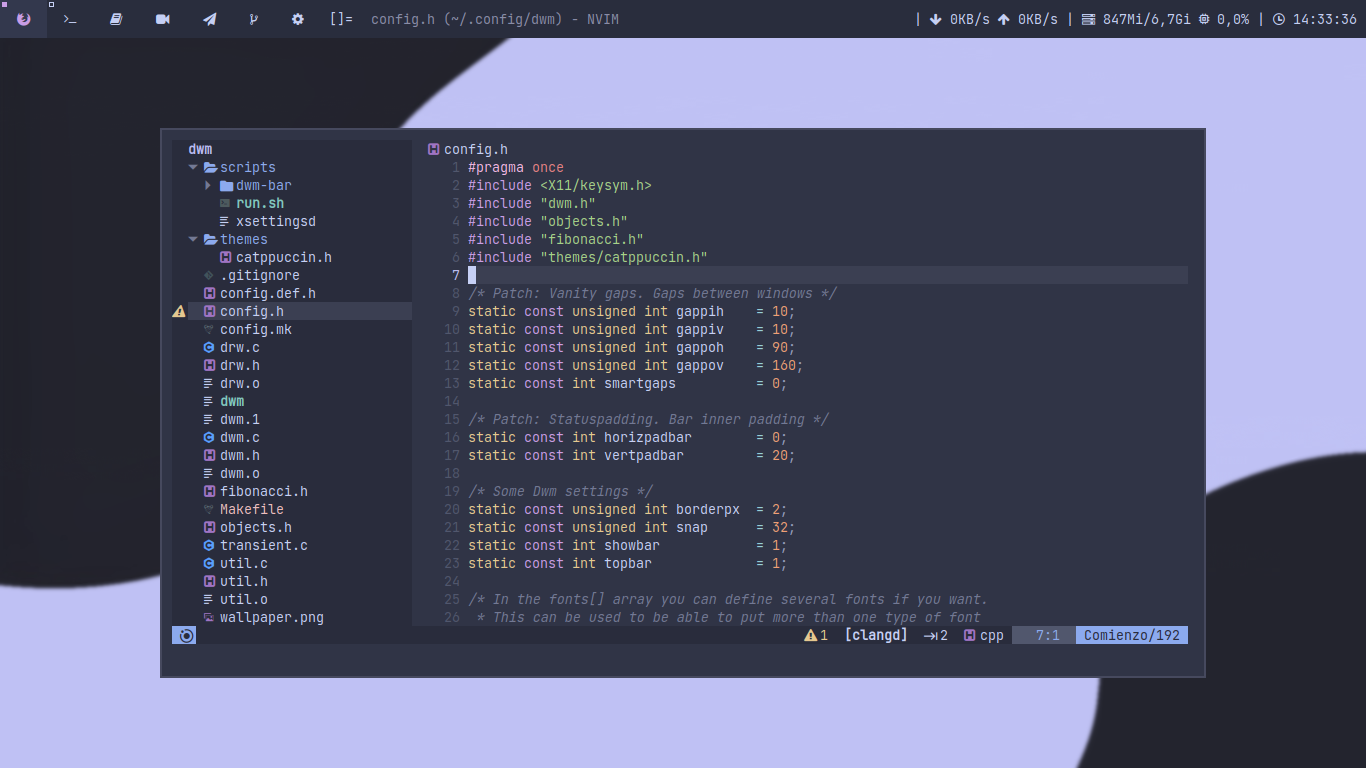 []= config.h (~/.config/dwm) - NVIM | 0KB/s 0KB/s | 847Mi/6,7Gi 0,0% | 14:33:36
dwm
scripts
dwm-bar
run.sh
xsettingsd
themes
catppuccin.h
.gitignore
config.def.h
config.h
config.mk
drw.c
drw.h
drw.o
dwm
dwm.1
dwm.c
dwm.h
dwm.o
fibonacci.h
Makefile
objects.h
transient.c
util.c
util.h
util.o
wallpaper.png
config.h
1 #pragma once
2 #include <X11/keysym.h>
3 #include "dwm.h"
4 #include "objects.h"
5 #include "fibonacci.h"
6 #include "themes/catppuccin.h"
7
8 /* Patch: Vanity gaps. Gaps between windows */
9 static const unsigned int gappih    = 10;
10 static const unsigned int gappiv    = 10;
11 static const unsigned int gappoh    = 90;
12 static const unsigned int gappov    = 160;
13 static const int smartgaps          = 0;
14
15 /* Patch: Statuspadding. Bar inner padding */
16 static const int horizpadbar        = 0;
17 static const int vertpadbar         = 20;
18
19 /* Some Dwm settings */
20 static const unsigned int borderpx  = 2;
21 static const unsigned int snap      = 32;
22 static const int showbar            = 1;
23 static const int topbar             = 1;
24
25 /* In the fonts[] array you can define several fonts if you want.
26  * This can be used to be able to put more than one type of font
1 [clangd] 2 cpp 7:1 Comienzo/192